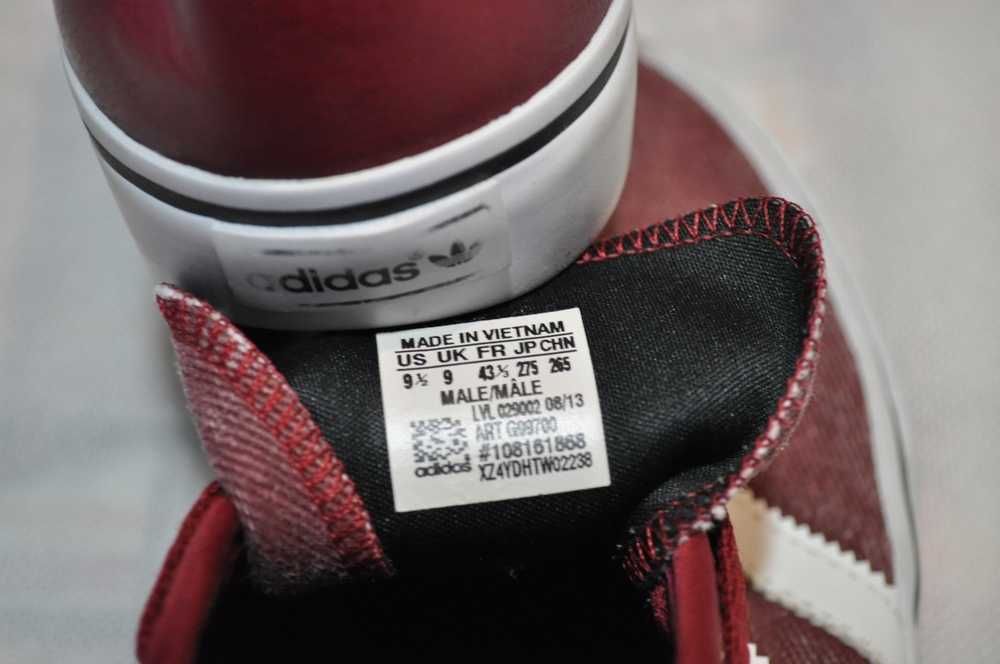 adidas
MADE IN VIETNAM
US UK FR JP CHN
9½ 9 43⅓ 275 265
MALE/MÂLE
LVL 029002 08/13
ART G99700
#108161868
adidas XZ4YDHTW02238